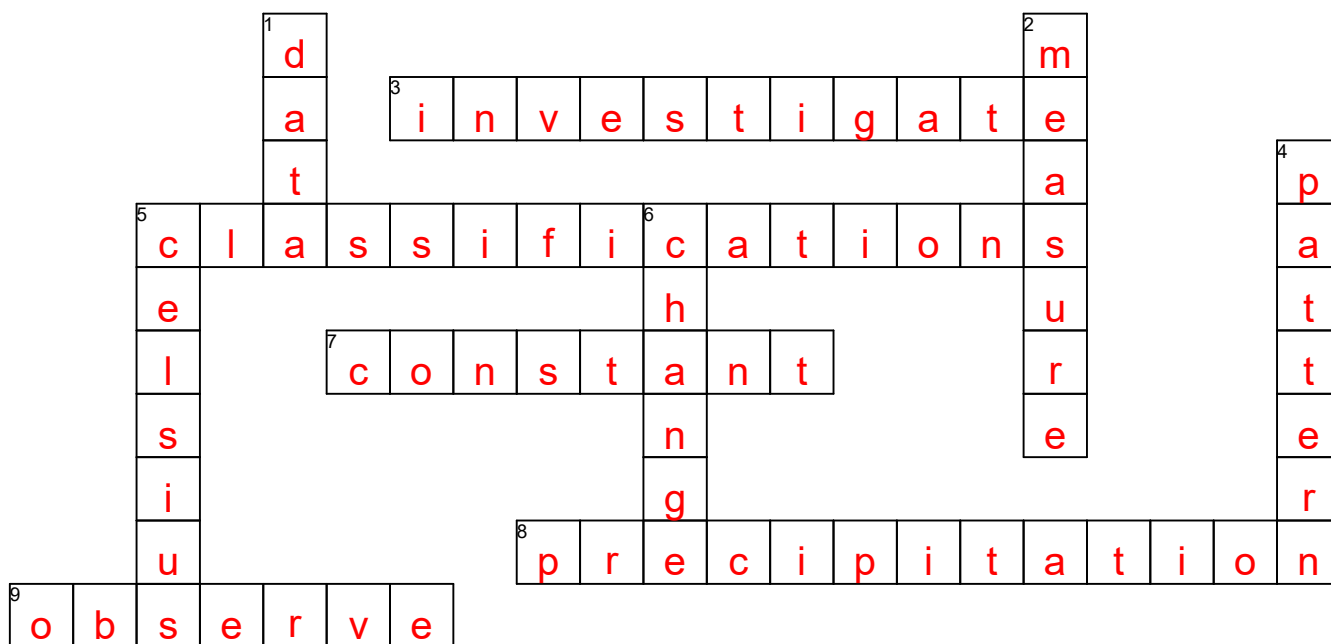 1 d 2 m
a 3 i n v e s t i g a t e
t a 4 p
5 c l a s s i f i 6 c a t i o n s a
e h u t
l 7 c o n s t a n t r t
s n e e
i g r
u 8 p r e c i p i t a t i o n
9 o b s e r v e